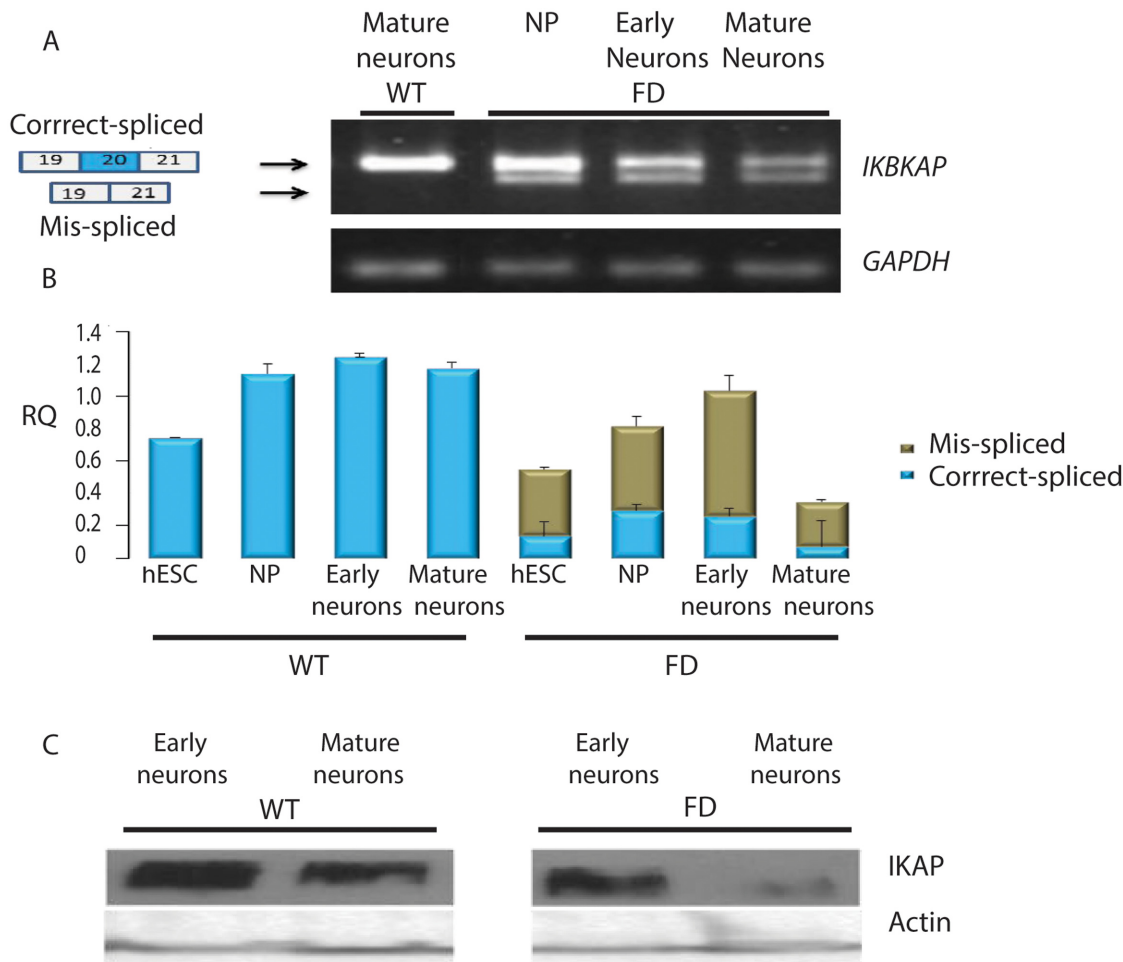 A
Mature neurons
WT
NP
Early Neurons
Mature Neurons
FD
Corrrect-spliced
19 20 21
19 21
Mis-spliced
IKBKAP
GAPDH
B
RQ
1.4
1.2
1.0
0.8
0.6
0.4
0.2
0
hESC
NP
Early neurons
Mature neurons
WT
hESC
NP
Early neurons
Mature neurons
FD
Mis-spliced
Corrrect-spliced
C
Early neurons
Mature neurons
WT
Early neurons
Mature neurons
FD
IKAP
Actin